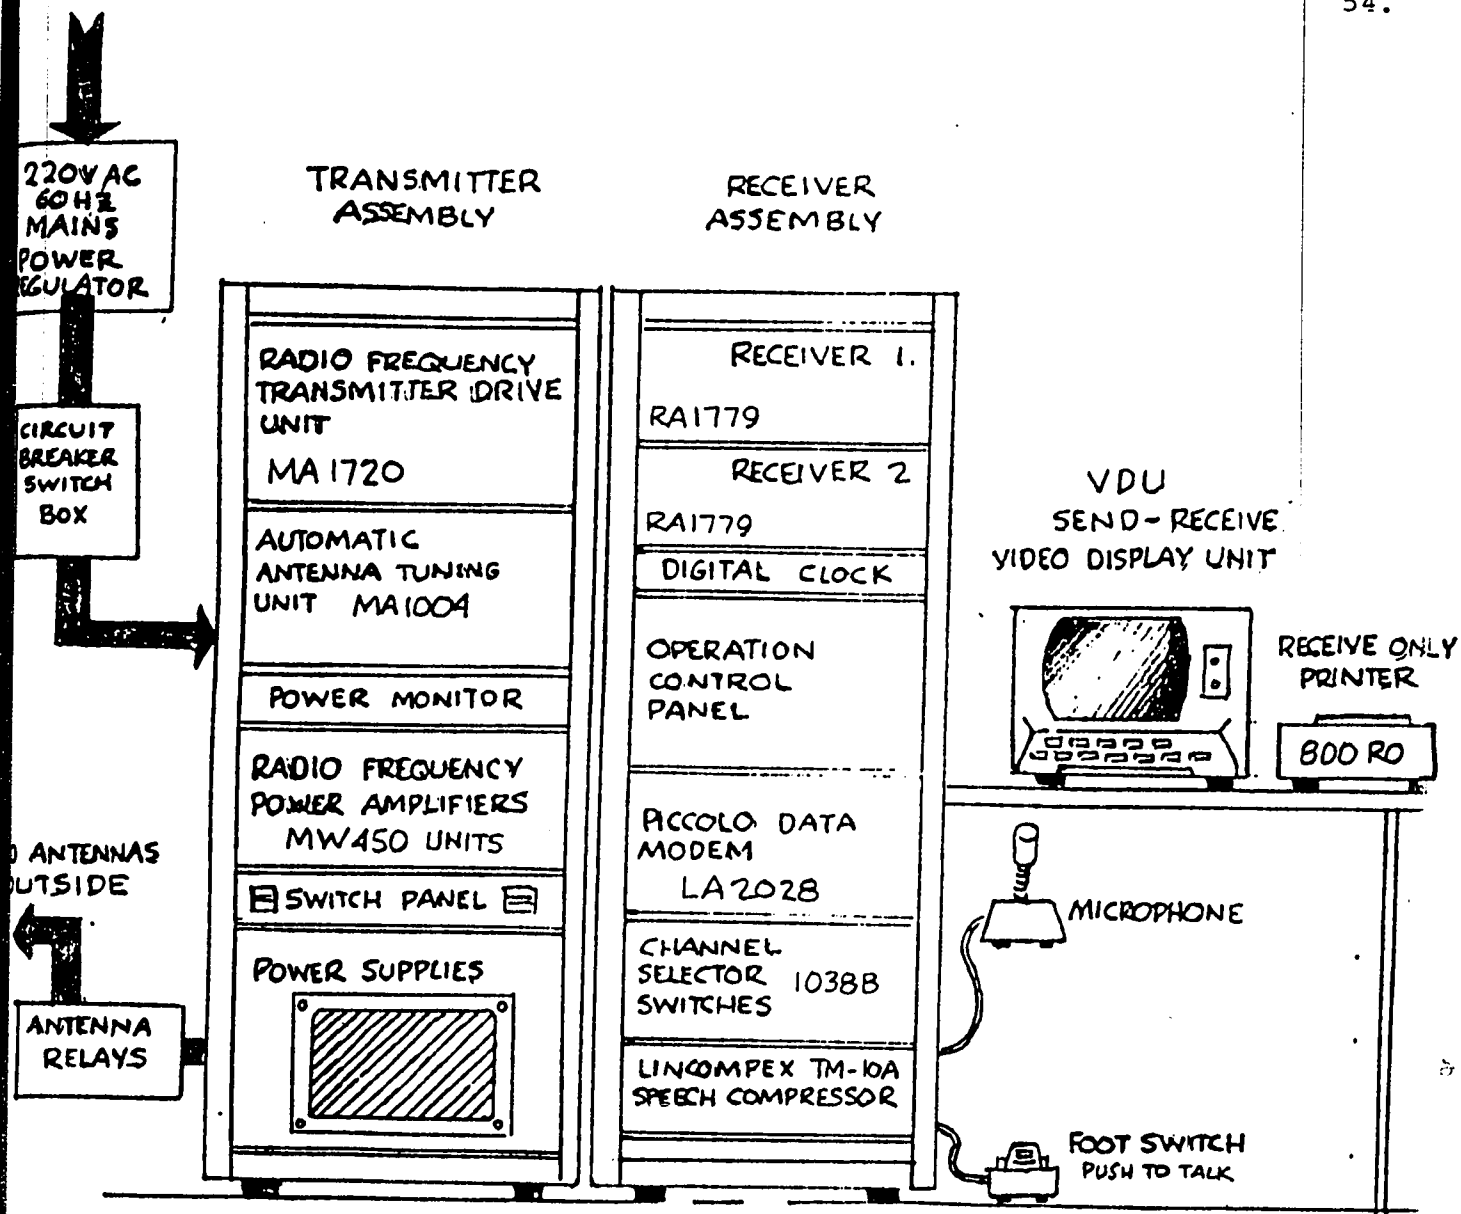 54.
220V AC
60HZ
MAINS
POWER
EGULATOR
CIRCUIT
BREAKER
SWITCH
BOX
ANTENNAS
UTSIDE
ANTENNA
RELAYS
TRANSMITTER
ASSEMBLY
RADIO FREQUENCY
TRANSMITTER DRIVE
UNIT
MA 1720
AUTOMATIC
ANTENNA TUNING
UNIT MA1004
POWER MONITOR
RADIO FREQUENCY
POWER AMPLIFIERS
MW450 UNITS
SWITCH PANEL
POWER SUPPLIES
RECEIVER
ASSEMBLY
RECEIVER 1.
RA1779
RECEIVER 2
RA1779
DIGITAL CLOCK
OPERATION
CONTROL
PANEL
PICCOLO DATA
MODEM
LA2028
CHANNEL
SELECTOR 1038B
SWITCHES
LINCOMPEX TM-10A
SPEECH COMPRESSOR
VDU
SEND-RECEIVE
VIDEO DISPLAY UNIT
RECEIVE ONLY
PRINTER
800 RO
MICROPHONE
FOOT SWITCH
PUSH TO TALK